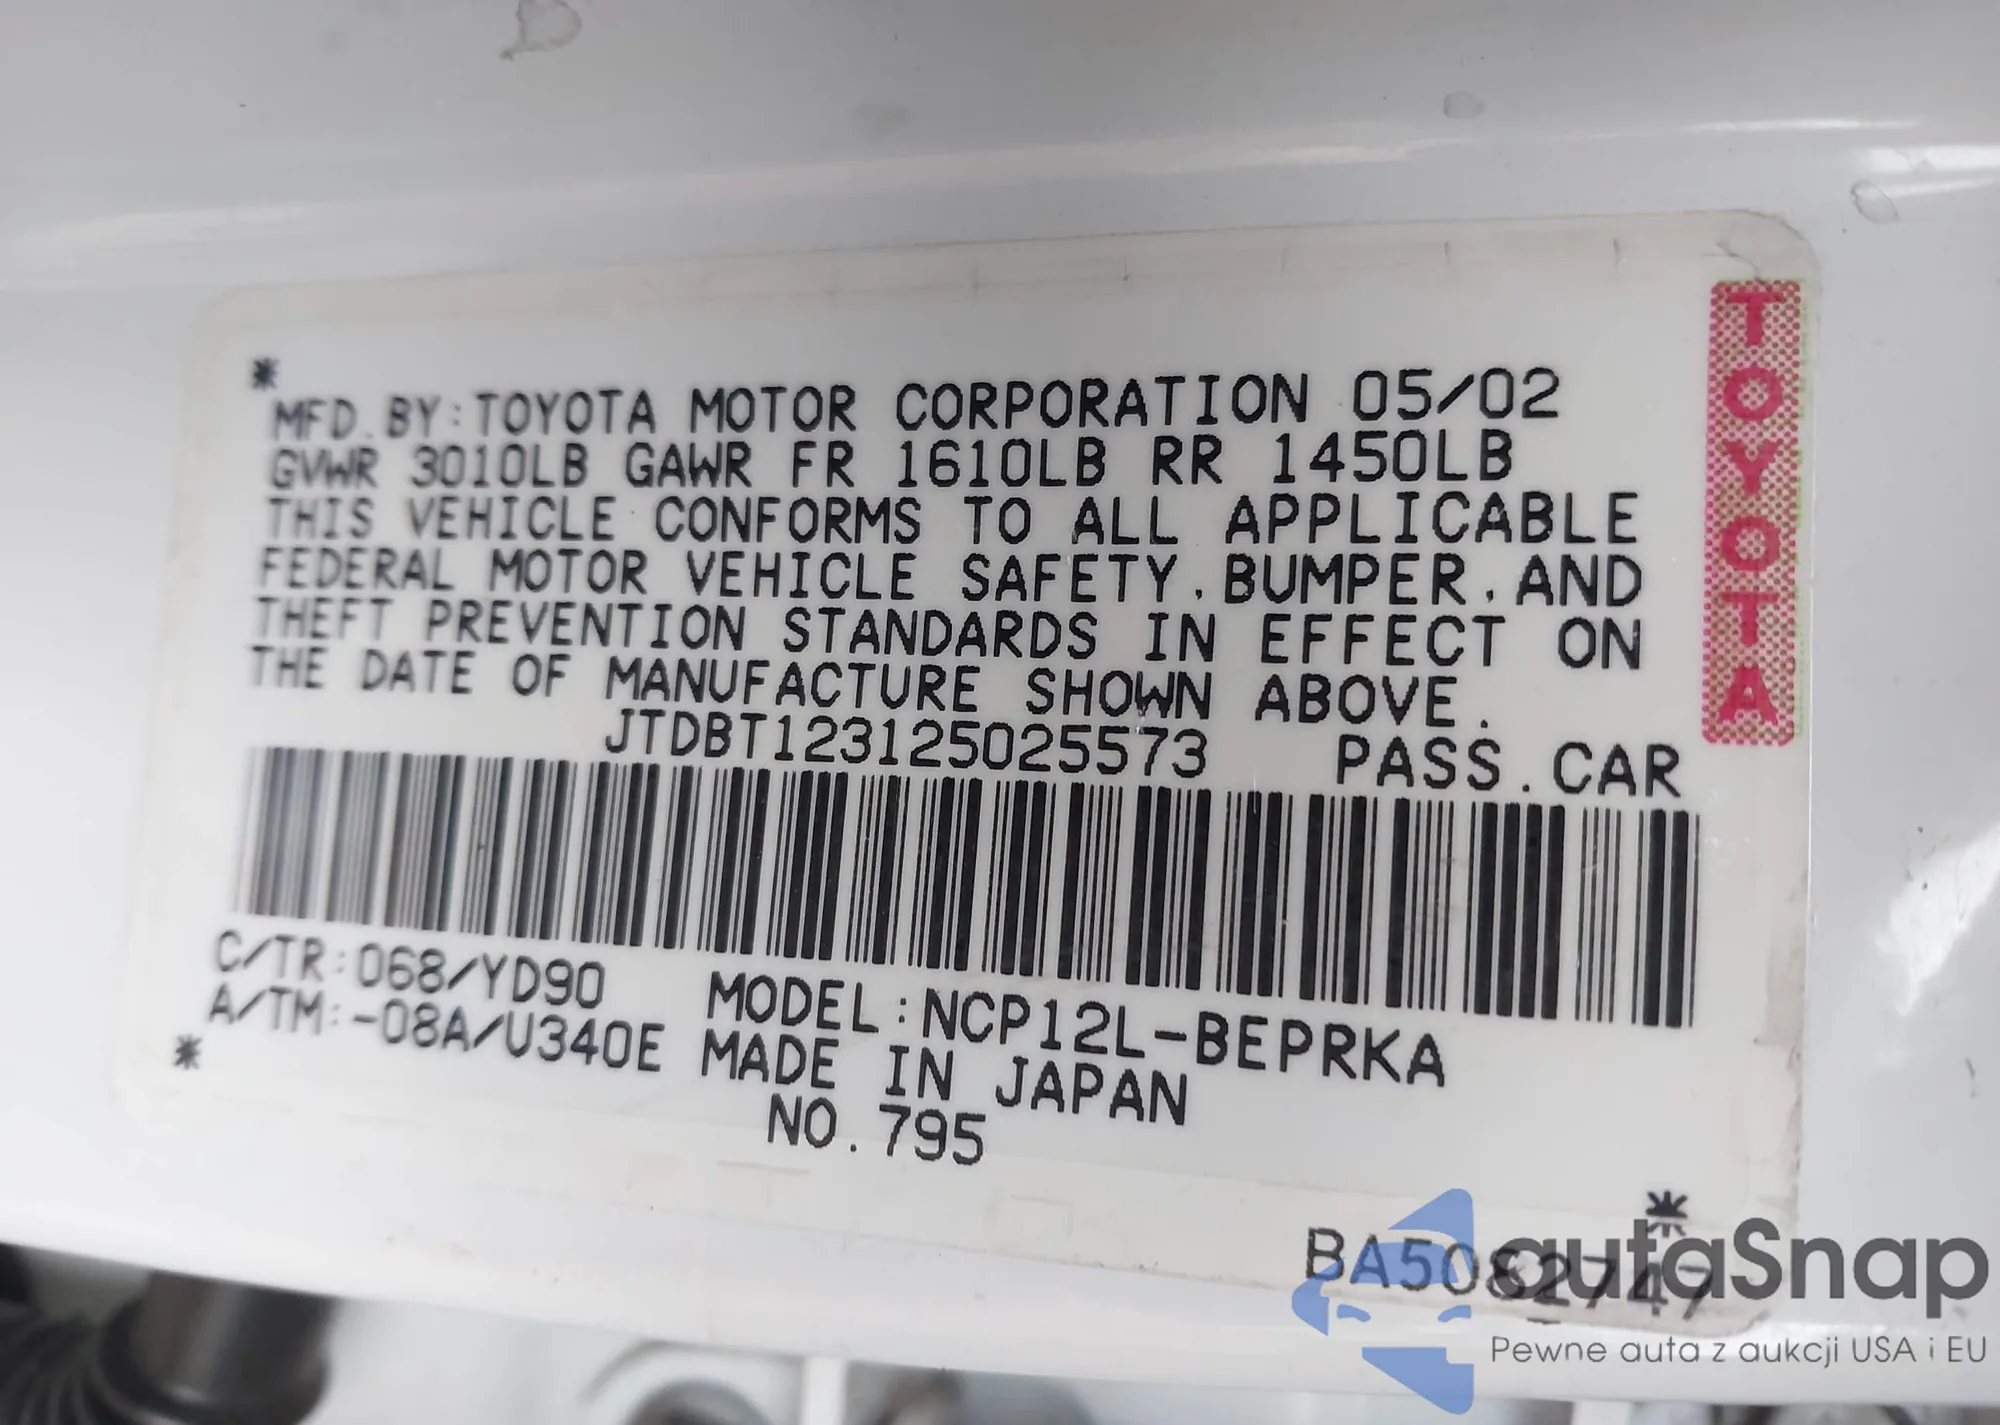 *
MFD.BY:TOYOTA MOTOR CORPORATION 05/02
GVWR 3010LB GAWR FR 1610LB RR 1450LB
THIS VEHICLE CONFORMS TO ALL APPLICABLE
FEDERAL MOTOR VEHICLE SAFETY, BUMPER, AND
THEFT PREVENTION STANDARDS IN EFFECT ON
THE DATE OF MANUFACTURE SHOWN ABOVE.
JTDBT123125025573 PASS.CAR
C/TR:068/YD90 MODEL:NCP12L-BEPRKA
A/TM:-08A/U340E MADE IN JAPAN
* NO.795
*
BA5082747
TOYOTA
autaSnap
Pewne auta z aukcji USA i EU